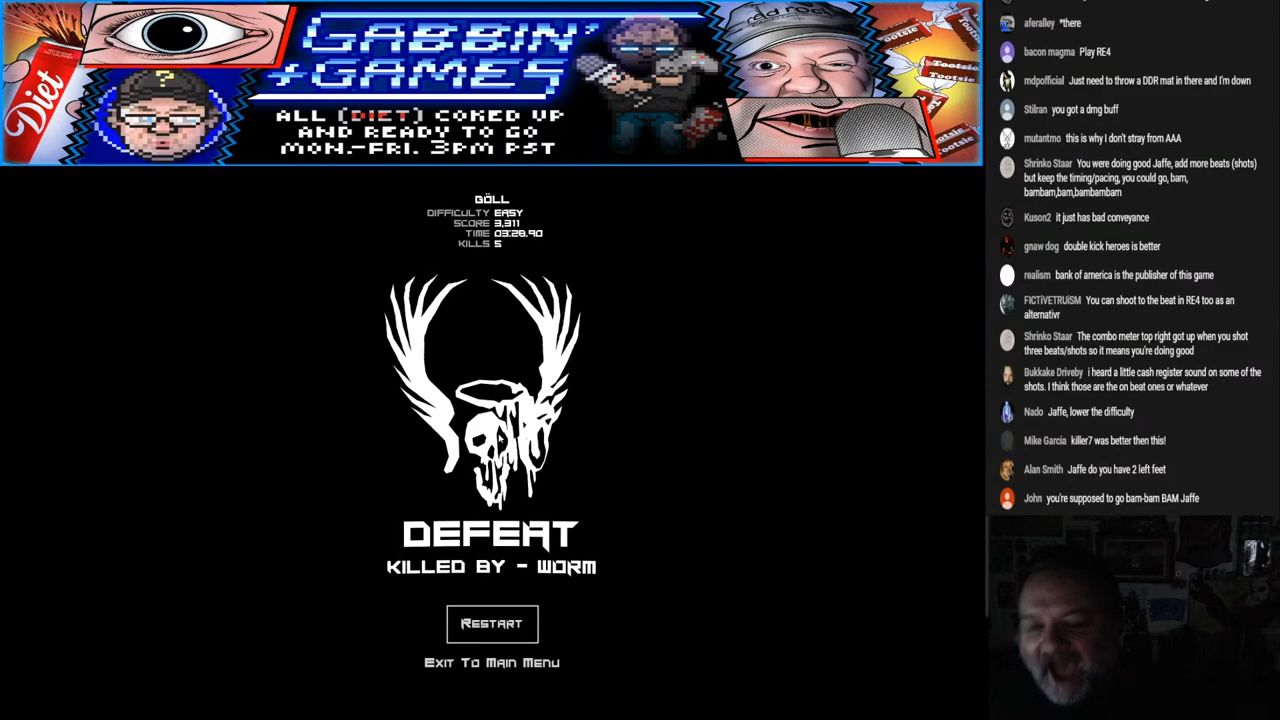 GABBIN'
+GAMES
ALL (DIET) COKED UP
AND READY TO GO
MON.-FRI. 3PM PST
Diet
?
red rock
Tootsie
Tootsie
Tootsie
Tootsie
GÖLL
DIFFICULTY EASY
SCORE 3,311
TIME 03:28.90
KILLS 5
DEFEAT
KILLED BY - WORM
RESTART
EXIT TO MAIN MENU
aferalley *there
bacon magma Play RE4
mdpofficial Just need to throw a DDR mat in there and I'm down
Stilran you got a dmg buff
mutantmo this is why I don't stray from AAA
Shrinko Staar You were doing good Jaffe, add more beats (shots)
but keep the timing/pacing, you could go, bam,
bambam,bam,bambambam
Kuson2 it just has bad conveyance
gnaw dog double kick heroes is better
realism bank of america is the publisher of this game
FICTiVETRUiSM You can shoot to the beat in RE4 too as an
alternativr
Shrinko Staar The combo meter top right got up when you shot
three beats/shots so it means you're doing good
Bukkake Driveby i heard a little cash register sound on some of the
shots. I think those are the on beat ones or whatever
Nado Jaffe, lower the difficulty
Mike Garcia killer7 was better then this!
Alan Smith Jaffe do you have 2 left feet
John you're supposed to go bam-bam BAM Jaffe